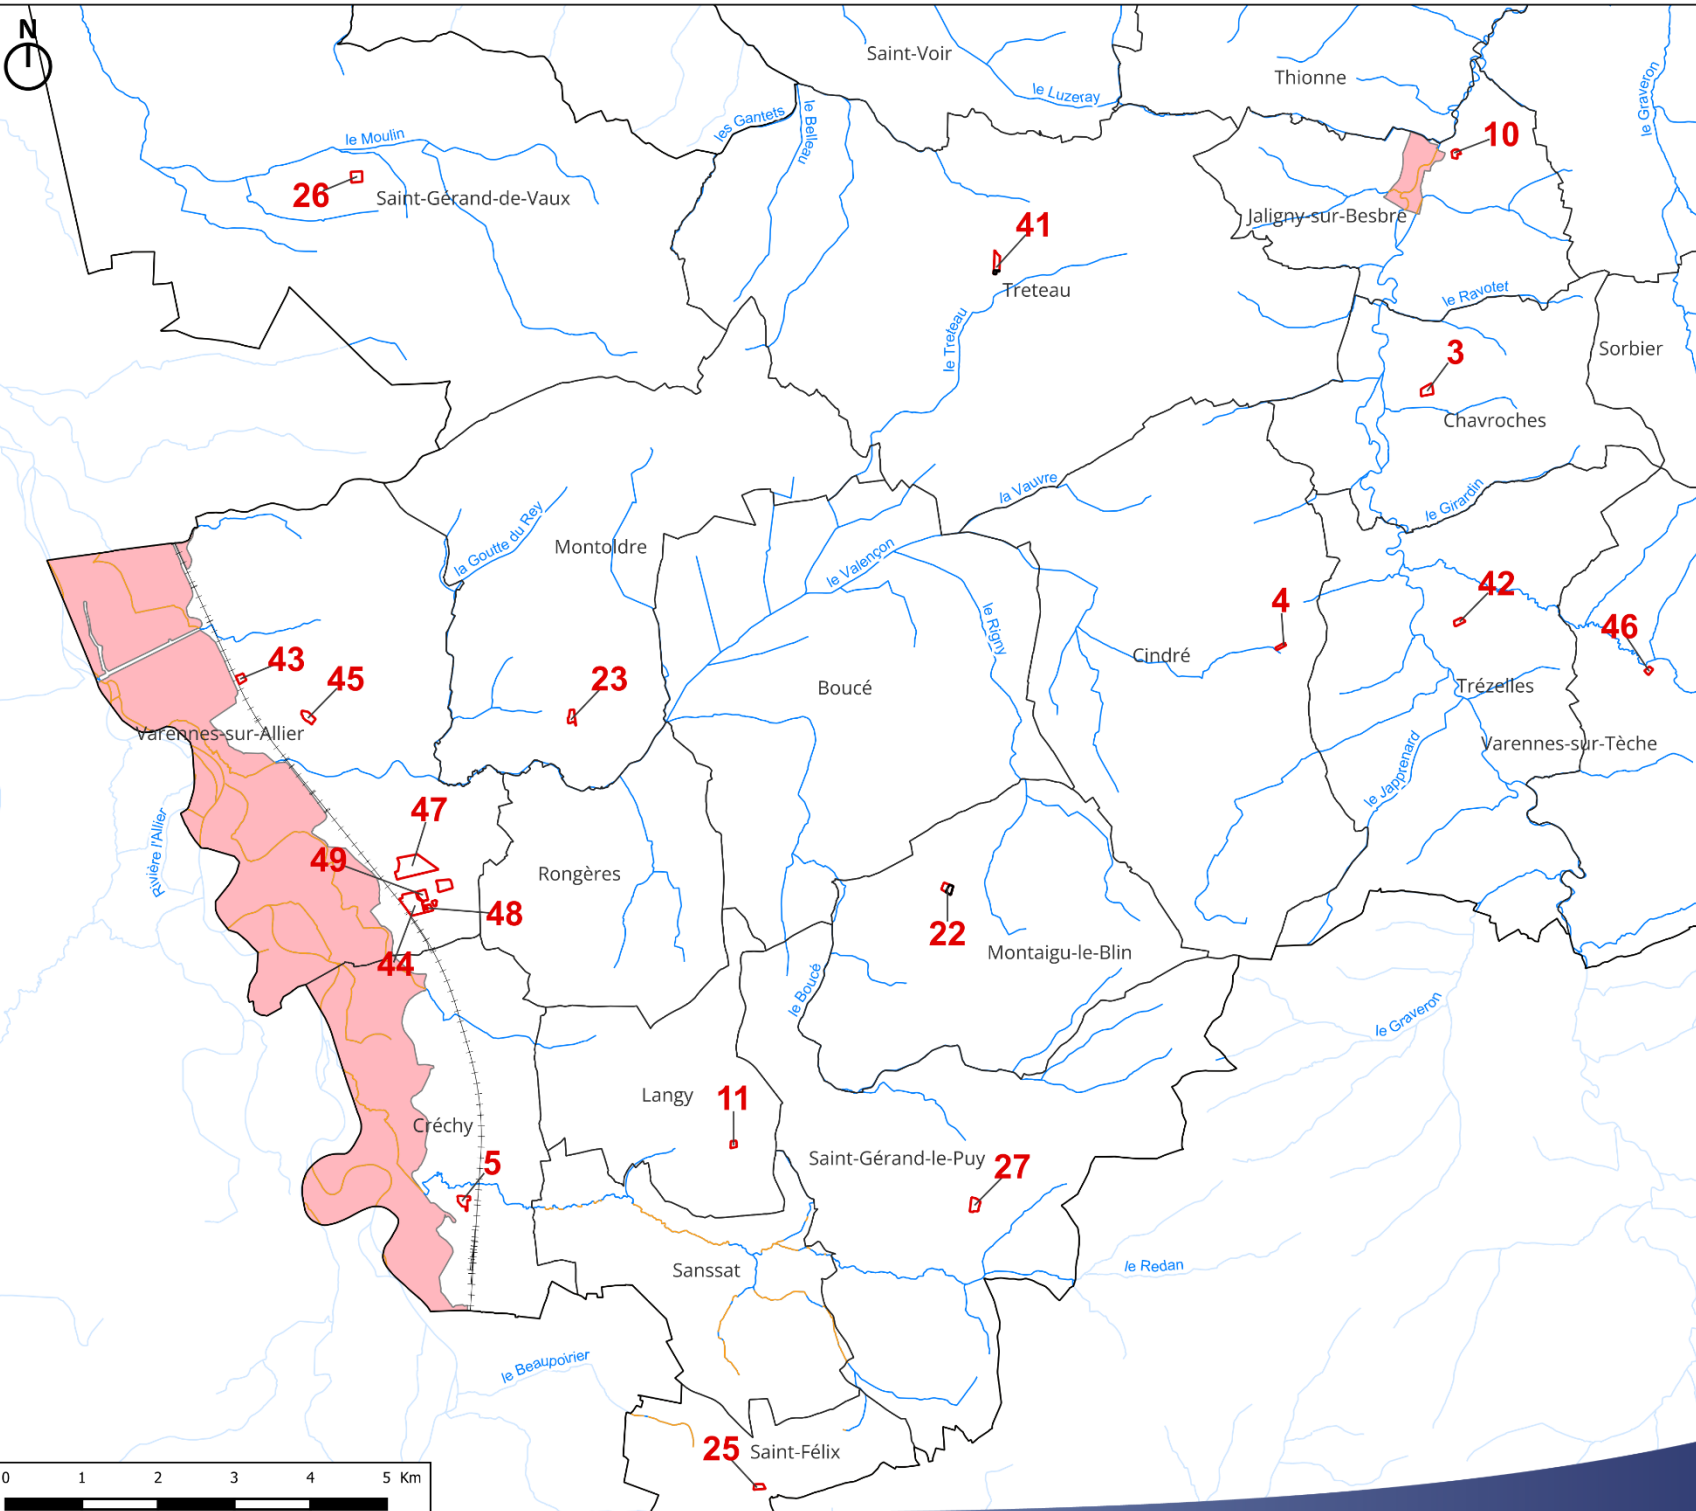 N
Saint-Voir
Thionne
le Luzeray
le Graveron
les Gantets
le Belleau
le Moulin
10
26
Saint-Gérand-de-Vaux
Jaligny-sur-Besbre
41
Treteau
le Ravotet
le Treteau
3
Sorbier
Chavroches
la Vauvre
le Girardin
la Goutte du Rey
Montoldre
le Valençon
le Rigny
4
42
46
43
45
23
Cindré
Boucé
Trézelles
Varennes-sur-Allier
Varennes-sur-Tèche
le Japprenard
47
Rivière l'Allier
49
Rongères
48
22
44
Montaigu-le-Blin
le Boucé
le Graveron
Langy
11
Créchy
5
Saint-Gérand-le-Puy
27
Sanssat
le Redan
le Beaupoirier
25
Saint-Félix
0 1 2 3 4 5 Km